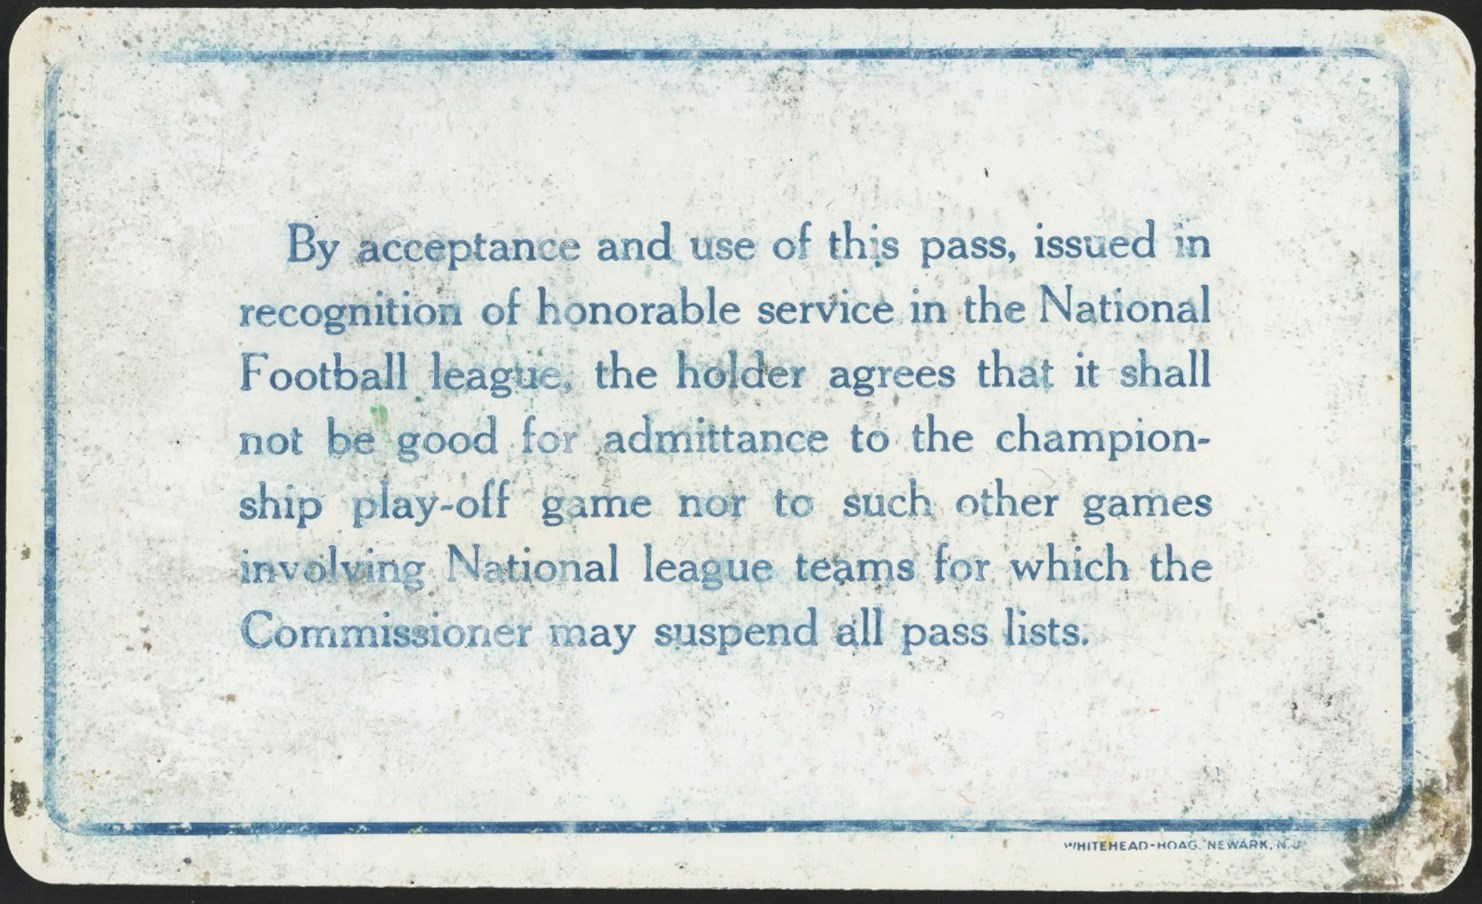 By acceptance and use of this pass, issued in
recognition of honorable service in the National
Football league, the holder agrees that it shall
not be good for admittance to the champion-
ship play-off game nor to such other games
involving National league teams for which the
Commissioner may suspend all pass lists.
WHITEHEAD-HOAG, NEWARK, N.J.